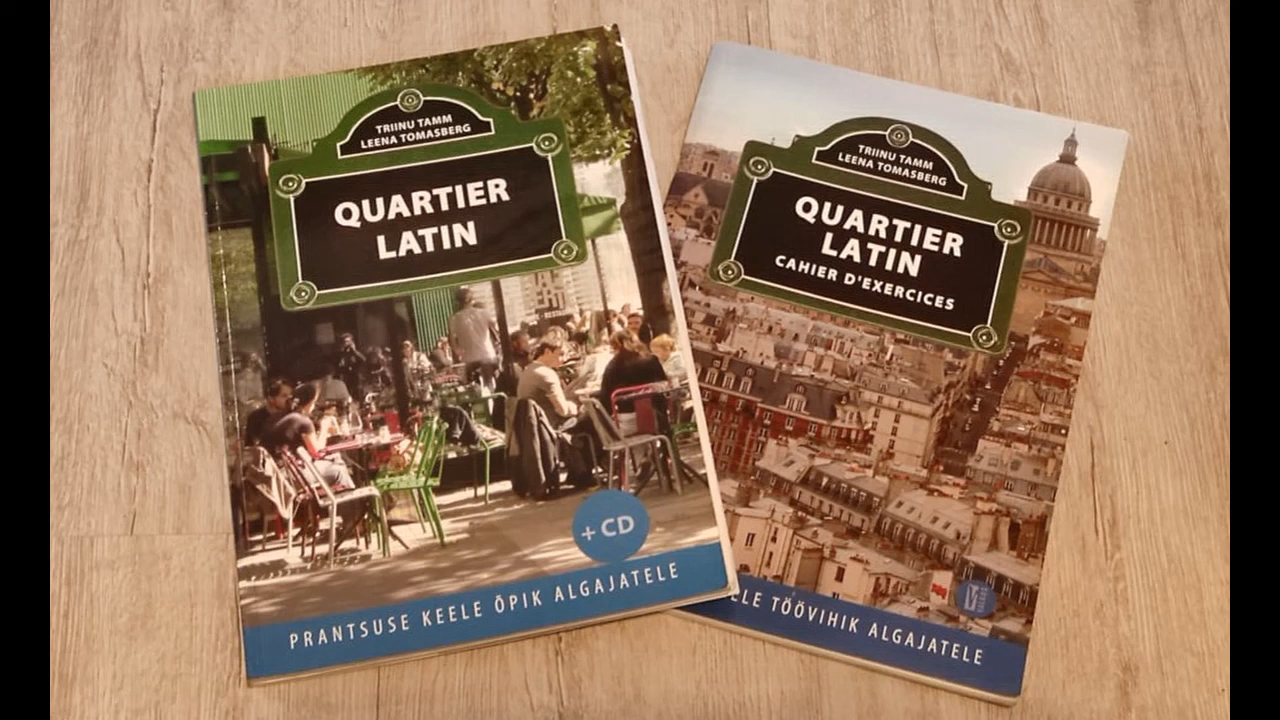 TRIINU TAMM
LEENA TOMASBERG
QUARTIER
LATIN
+ CD
PRANTSUSE KEELE ÕPIK ALGAJATELE
TRIINU TAMM
LEENA TOMASBERG
QUARTIER
LATIN
CAHIER D'EXERCICES
ELE TÖÖVIHIK ALGAJATELE